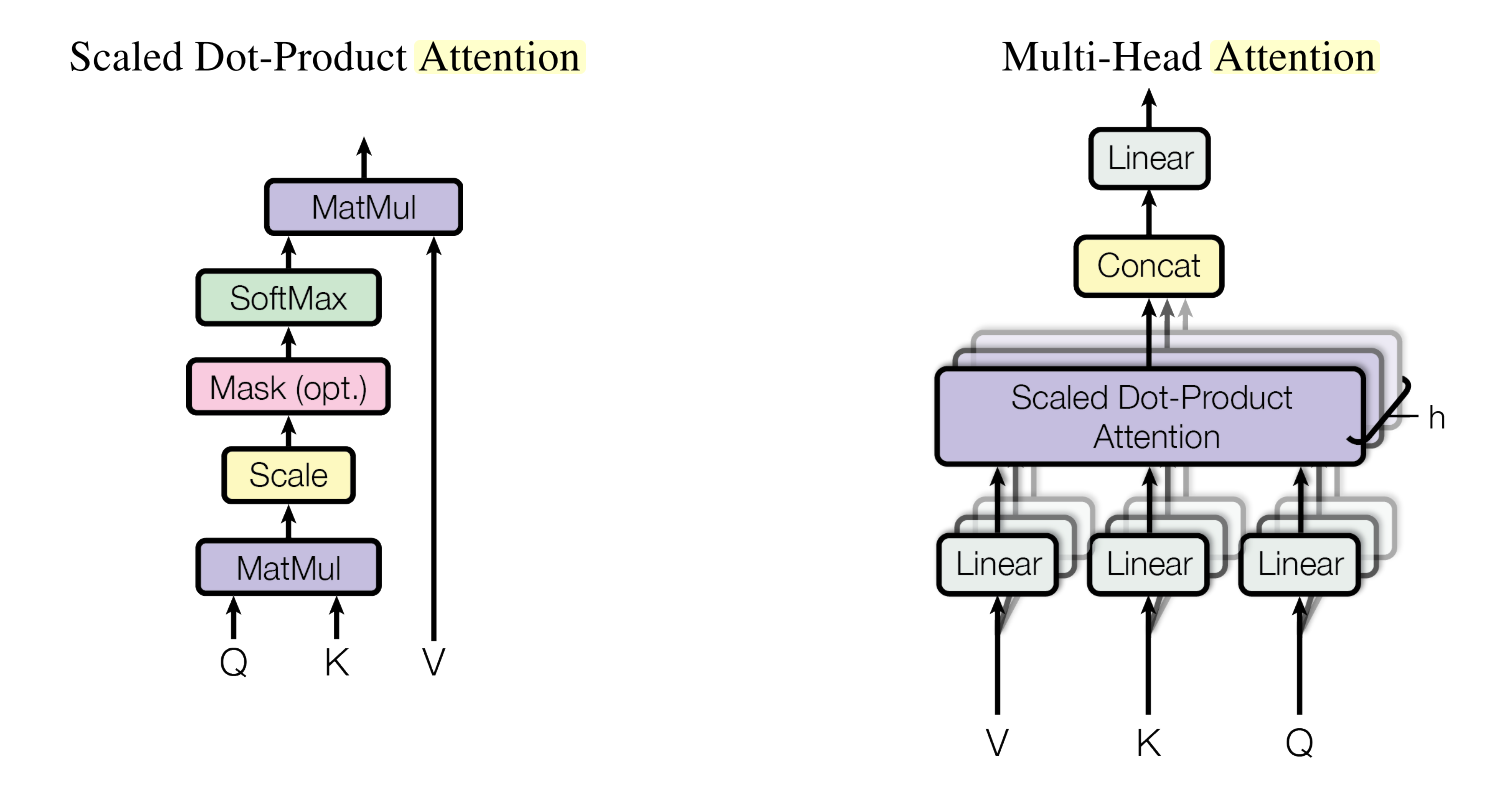 Scaled Dot-Product Attention
MatMul
SoftMax
Mask (opt.)
Scale
MatMul
Q K V
Multi-Head Attention
Linear
Concat
Scaled Dot-Product
Attention
h
Linear Linear Linear
V K Q